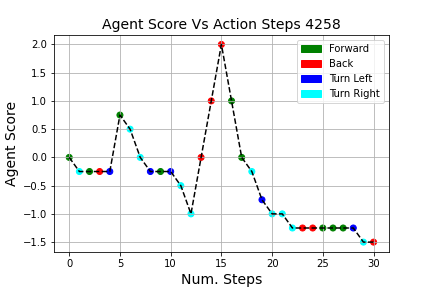 Agent Score Vs Action Steps 4258
Agent Score
2.0
1.5
1.0
0.5
0.0
−0.5
−1.0
−1.5
Forward
Back
Turn Left
Turn Right
0 5 10 15 20 25 30
Num. Steps